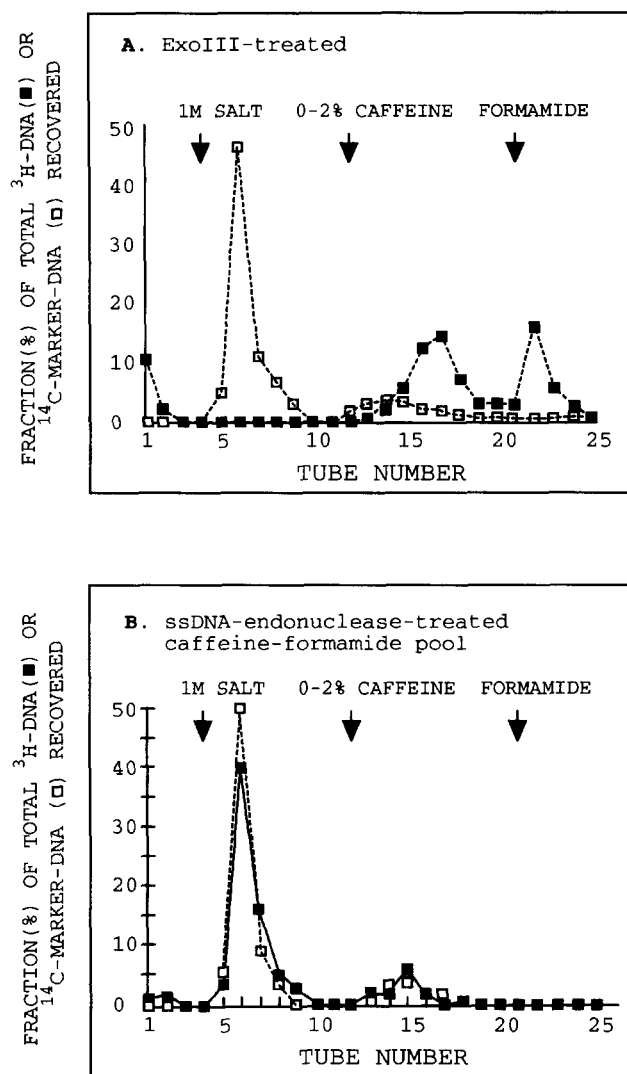 A. ExoIII-treated
1M SALT 0-2% CAFFEINE FORMAMIDE
FRACTION(%) OF TOTAL ³H-DNA(■) OR
¹⁴C-MARKER-DNA (□) RECOVERED
50
40
30
20
10
0
1 5 10 15 20 25
TUBE NUMBER
B. ssDNA-endonuclease-treated
caffeine-formamide pool
1M SALT 0-2% CAFFEINE FORMAMIDE
FRACTION(%) OF TOTAL ³H-DNA(■) OR
¹⁴C-MARKER-DNA (□) RECOVERED
50
40
30
20
10
0
1 5 10 15 20 25
TUBE NUMBER